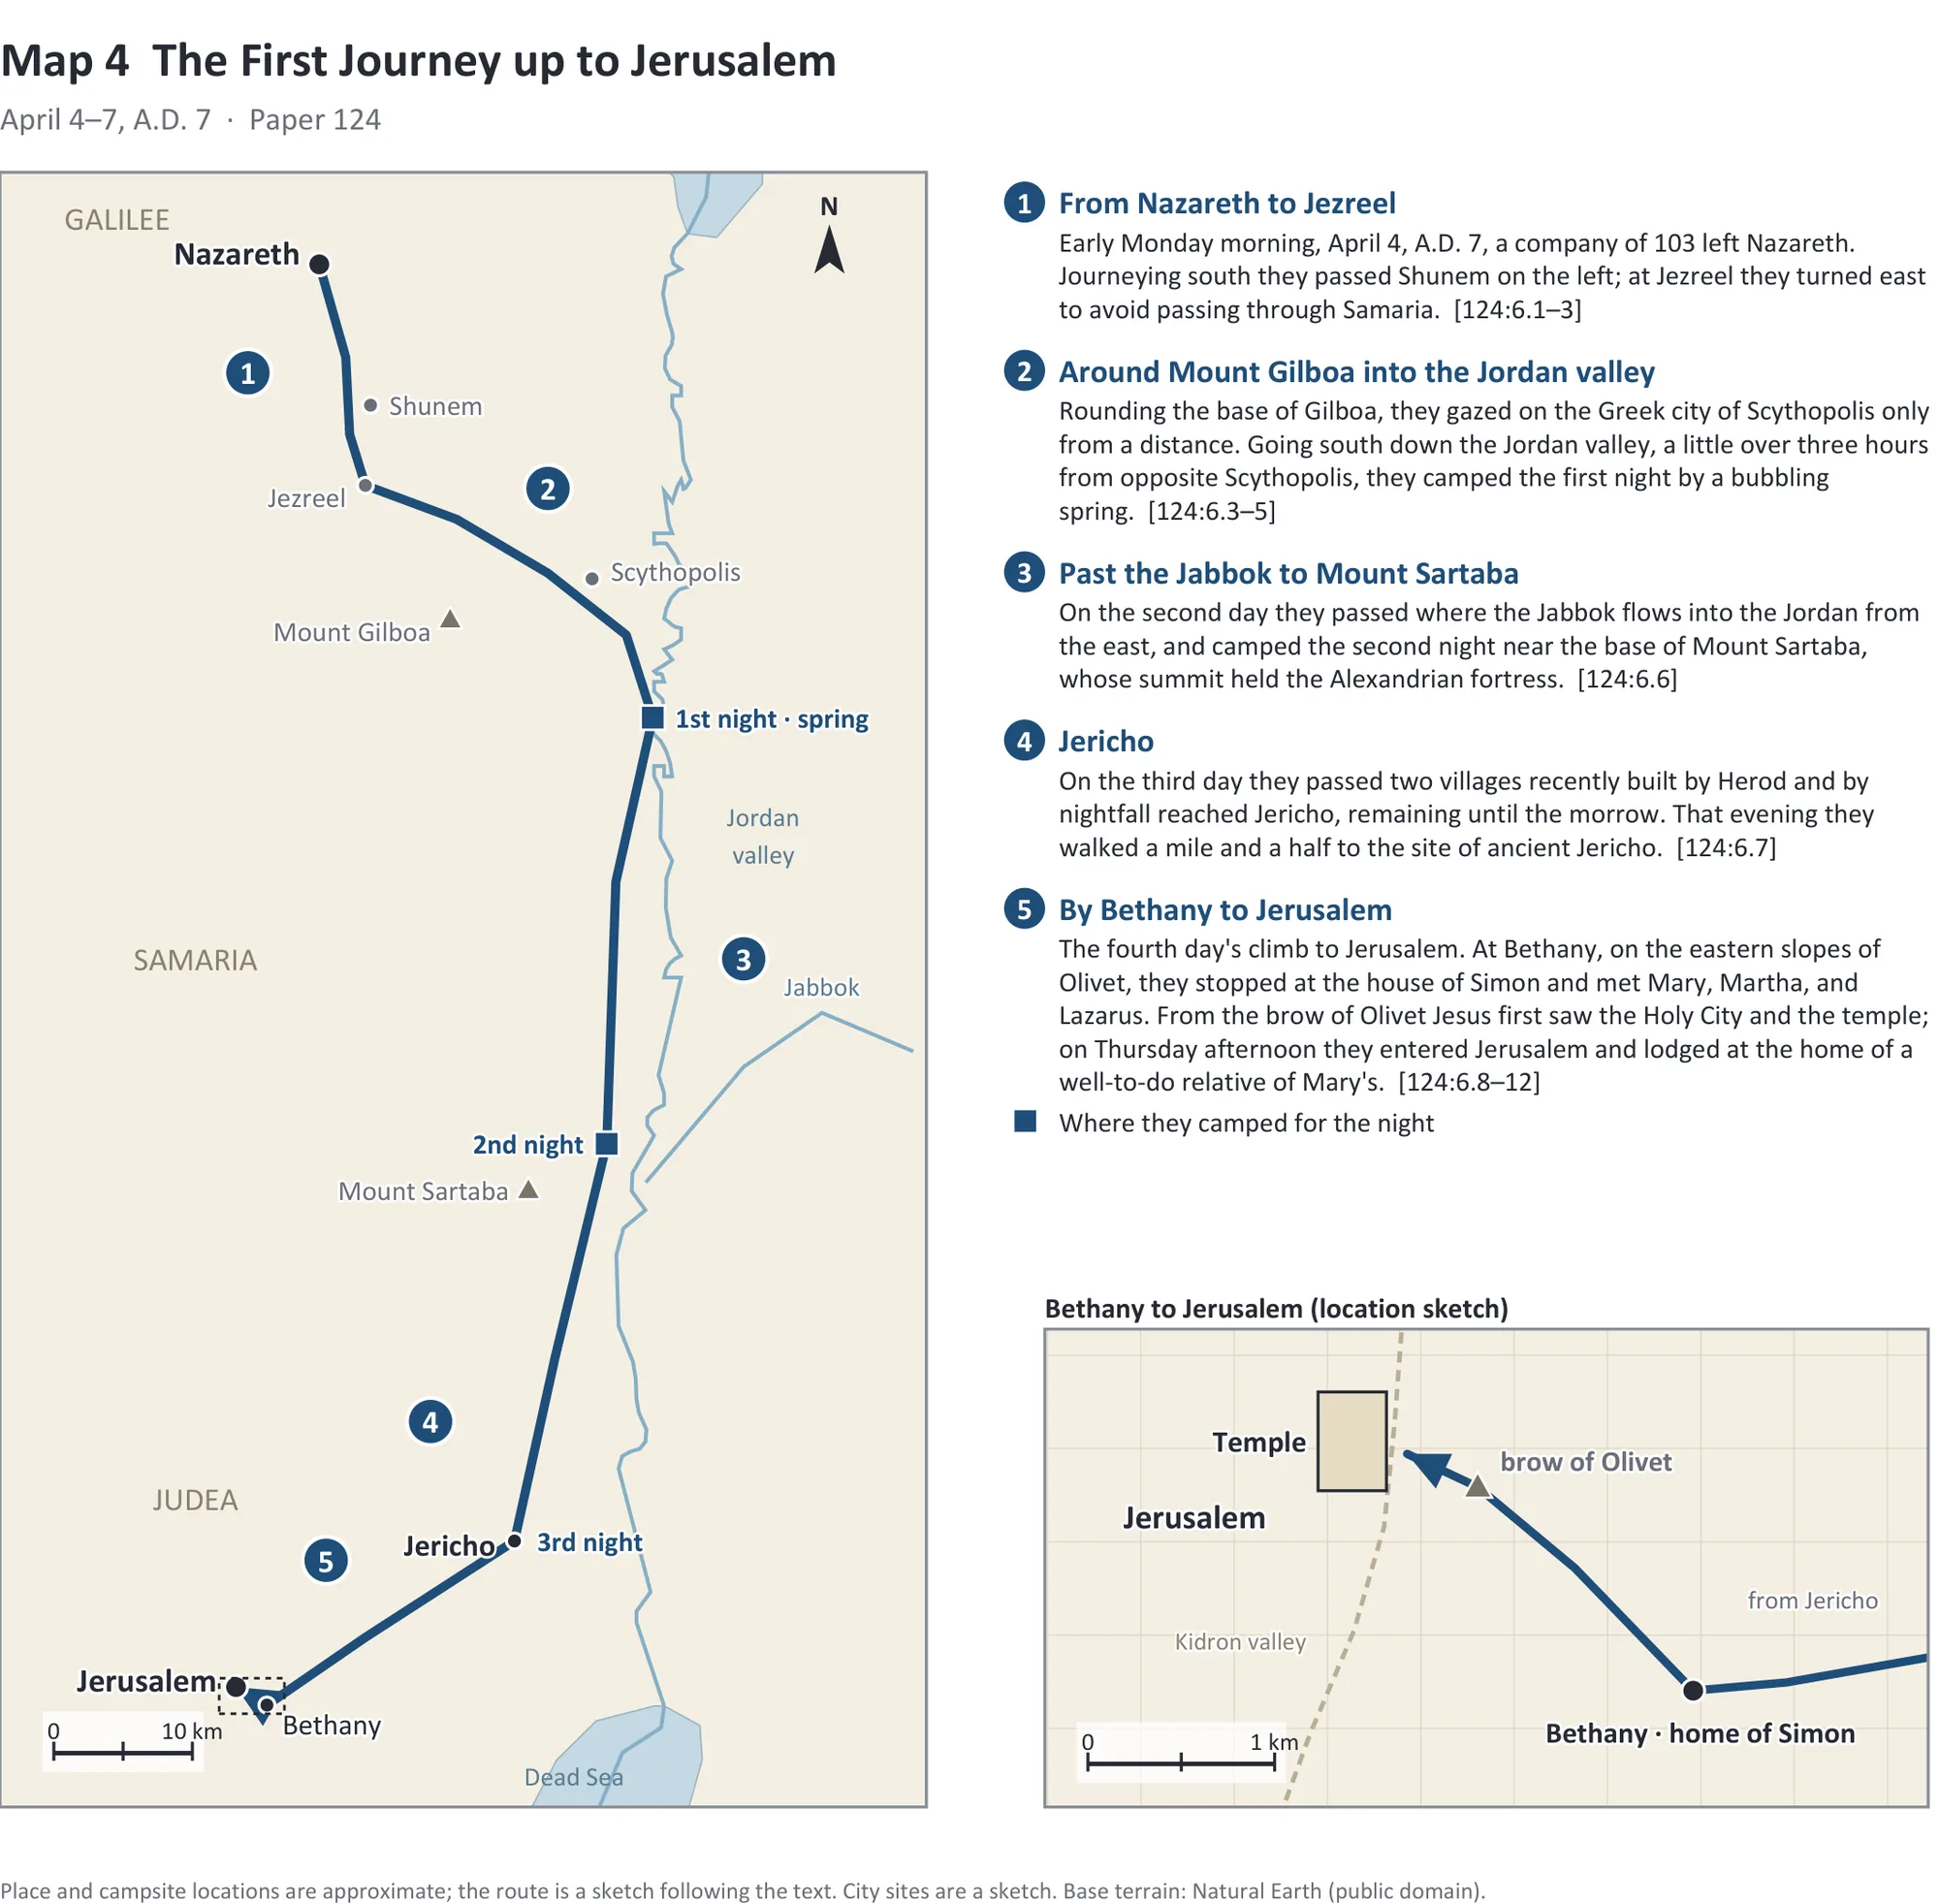 Map 4 The First Journey up to Jerusalem
April 4–7, A.D. 7 · Paper 124
GALILEE
N
Nazareth
1
Shunem
Jezreel
2
Scythopolis
Mount Gilboa
1st night · spring
Jordan
valley
SAMARIA
3
Jabbok
2nd night
Mount Sartaba
4
JUDEA
Jericho
3rd night
5
Jerusalem
Bethany
0 10 km
Dead Sea
1 From Nazareth to Jezreel
Early Monday morning, April 4, A.D. 7, a company of 103 left Nazareth.
Journeying south they passed Shunem on the left; at Jezreel they turned east
to avoid passing through Samaria. [124:6.1–3]
2 Around Mount Gilboa into the Jordan valley
Rounding the base of Gilboa, they gazed on the Greek city of Scythopolis only
from a distance. Going south down the Jordan valley, a little over three hours
from opposite Scythopolis, they camped the first night by a bubbling
spring. [124:6.3–5]
3 Past the Jabbok to Mount Sartaba
On the second day they passed where the Jabbok flows into the Jordan from
the east, and camped the second night near the base of Mount Sartaba,
whose summit held the Alexandrian fortress. [124:6.6]
4 Jericho
On the third day they passed two villages recently built by Herod and by
nightfall reached Jericho, remaining until the morrow. That evening they
walked a mile and a half to the site of ancient Jericho. [124:6.7]
5 By Bethany to Jerusalem
The fourth day's climb to Jerusalem. At Bethany, on the eastern slopes of
Olivet, they stopped at the house of Simon and met Mary, Martha, and
Lazarus. From the brow of Olivet Jesus first saw the Holy City and the temple;
on Thursday afternoon they entered Jerusalem and lodged at the home of a
well-to-do relative of Mary's. [124:6.8–12]
Where they camped for the night
Bethany to Jerusalem (location sketch)
Temple
brow of Olivet
Jerusalem
from Jericho
Kidron valley
Bethany · home of Simon
0 1 km
Place and campsite locations are approximate; the route is a sketch following the text. City sites are a sketch. Base terrain: Natural Earth (public domain).